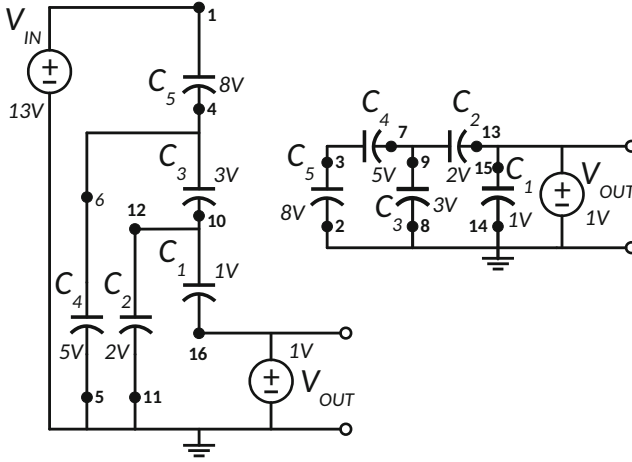 V_IN
1
13V
C_5
8V
4
C_3
3V
6
12
10
C_1
1V
C_4
C_2
5V
2V
16
5
11
1V
V_OUT
C_4
7
C_2
13
C_5
3
9
15
C_1
V_OUT
5V
2V
8V
C_3
3V
1V
1V
2
8
14